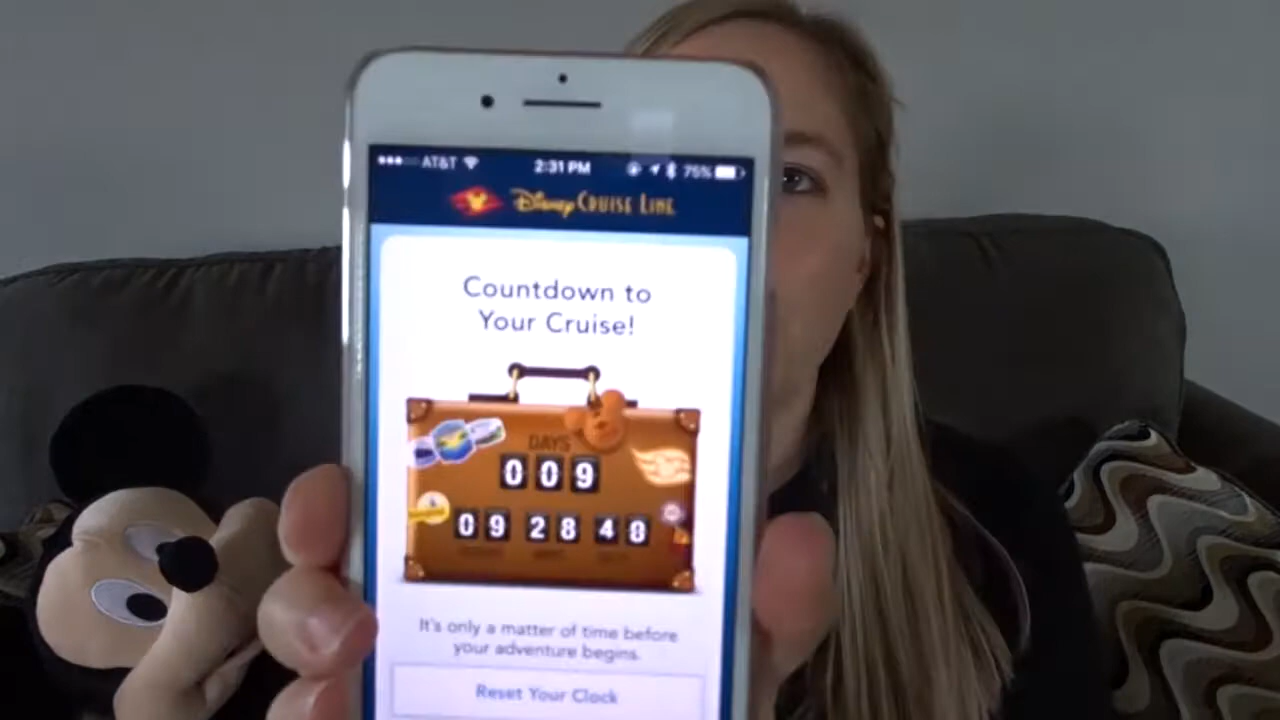 AT&T 2:31 PM 75%
Disney CRUISE LINE
Countdown to
Your Cruise!
DAYS
009
09 28 48
It's only a matter of time before
your adventure begins.
Reset Your Clock